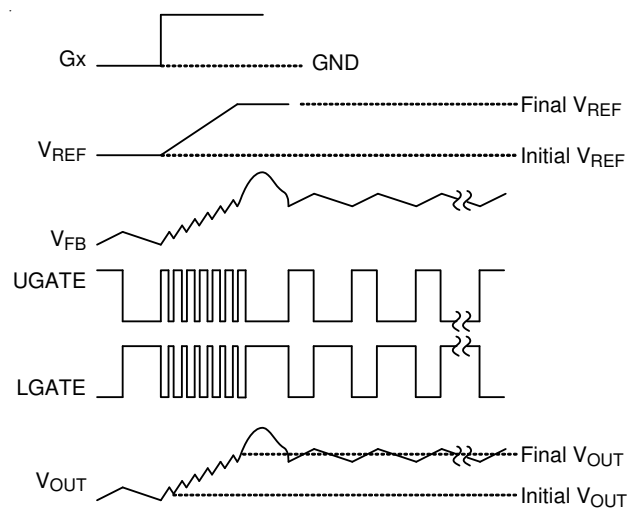 Gx
GND
Final VREF
VREF
Initial VREF
VFB
UGATE
LGATE
Final VOUT
VOUT
Initial VOUT